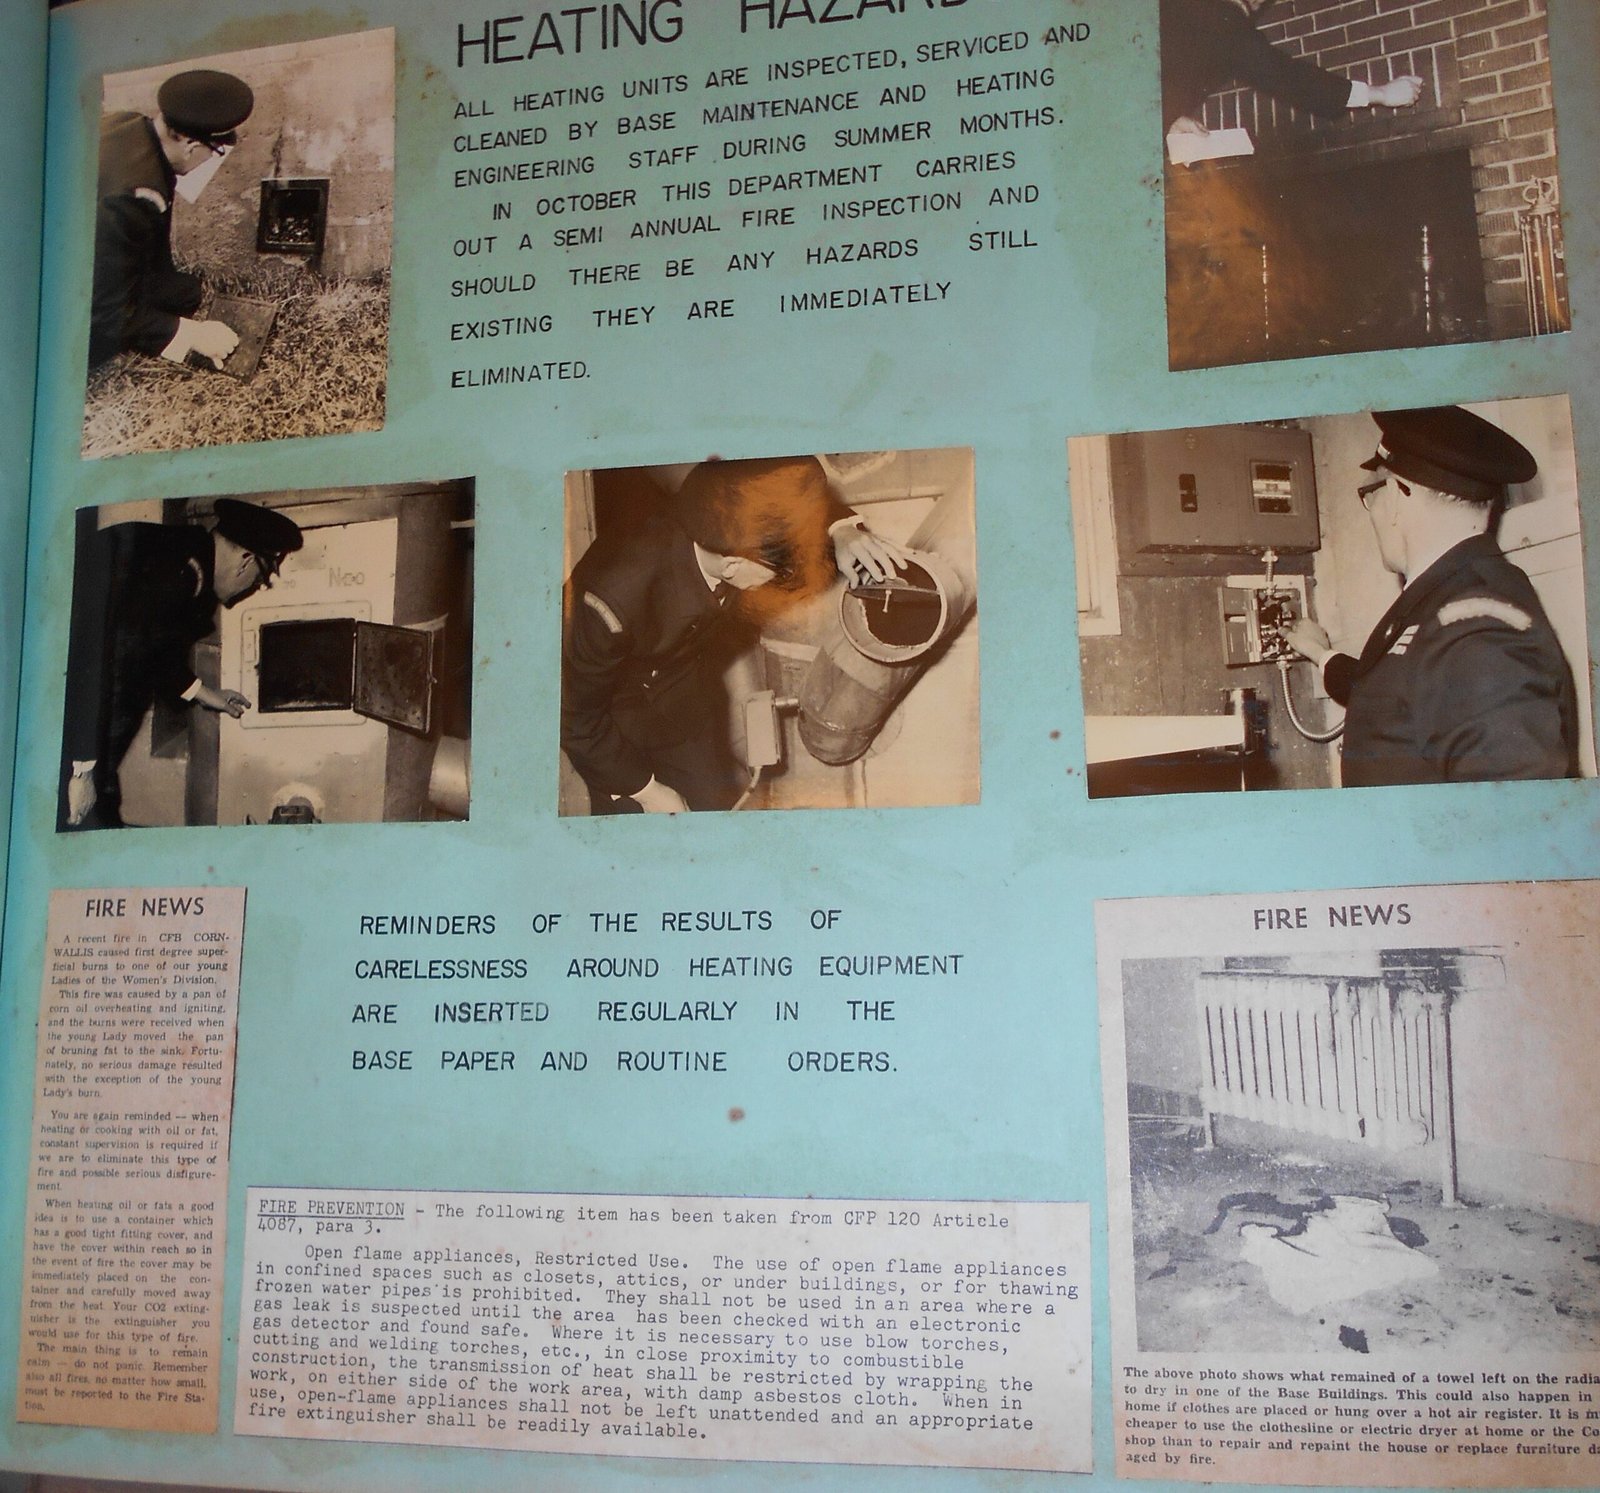 HEATING HAZARD
ALL HEATING UNITS ARE INSPECTED, SERVICED AND
CLEANED BY BASE MAINTENANCE AND HEATING
ENGINEERING STAFF DURING SUMMER MONTHS.
IN OCTOBER THIS DEPARTMENT CARRIES
OUT A SEMI ANNUAL FIRE INSPECTION AND
SHOULD THERE BE ANY HAZARDS STILL
EXISTING THEY ARE IMMEDIATELY
ELIMINATED.
FIRE NEWS
A recent fire in CFB CORN-
WALLIS caused first degree super-
ficial burns to one of our young
Ladies of the Women's Division.
This fire was caused by a pan of
corn oil overheating and igniting,
and the burns were received when
the young Lady moved the pan
of bruning fat to the sink. Fortu-
nately, no serious damage resulted
with the exception of the young
Lady's burn.
You are again reminded — when
heating or cooking with oil or fat,
constant supervision is required if
we are to eliminate this type of
fire and possible serious disfigure-
ment.
When heating oil or fats a good
idea is to use a container which
has a good tight fitting cover, and
have the cover within reach so in
the event of fire the cover may be
immediately placed on the con-
tainer and carefully moved away
from the heat. Your CO2 exting-
uisher is the extinguisher you
would use for this type of fire.
The main thing is to remain
calm — do not panic. Remember
also all fires, no matter how small,
must be reported to the Fire Sta-
tion.
REMINDERS OF THE RESULTS OF
CARELESSNESS AROUND HEATING EQUIPMENT
ARE INSERTED REGULARLY IN THE
BASE PAPER AND ROUTINE ORDERS.
FIRE PREVENTION - The following item has been taken from CFP 120 Article
4087, para 3.
Open flame appliances, Restricted Use. The use of open flame appliances
in confined spaces such as closets, attics, or under buildings, or for thawing
frozen water pipes is prohibited. They shall not be used in an area where a
gas leak is suspected until the area has been checked with an electronic
gas detector and found safe. Where it is necessary to use blow torches,
cutting and welding torches, etc., in close proximity to combustible
construction, the transmission of heat shall be restricted by wrapping the
work, on either side of the work area, with damp asbestos cloth. When in
use, open-flame appliances shall not be left unattended and an appropriate
fire extinguisher shall be readily available.
FIRE NEWS
The above photo shows what remained of a towel left on the radia
to dry in one of the Base Buildings. This could also happen in
home if clothes are placed or hung over a hot air register. It is
cheaper to use the clothesline or electric dryer at home or the Co
shop than to repair and repaint the house or replace furniture da
aged by fire.